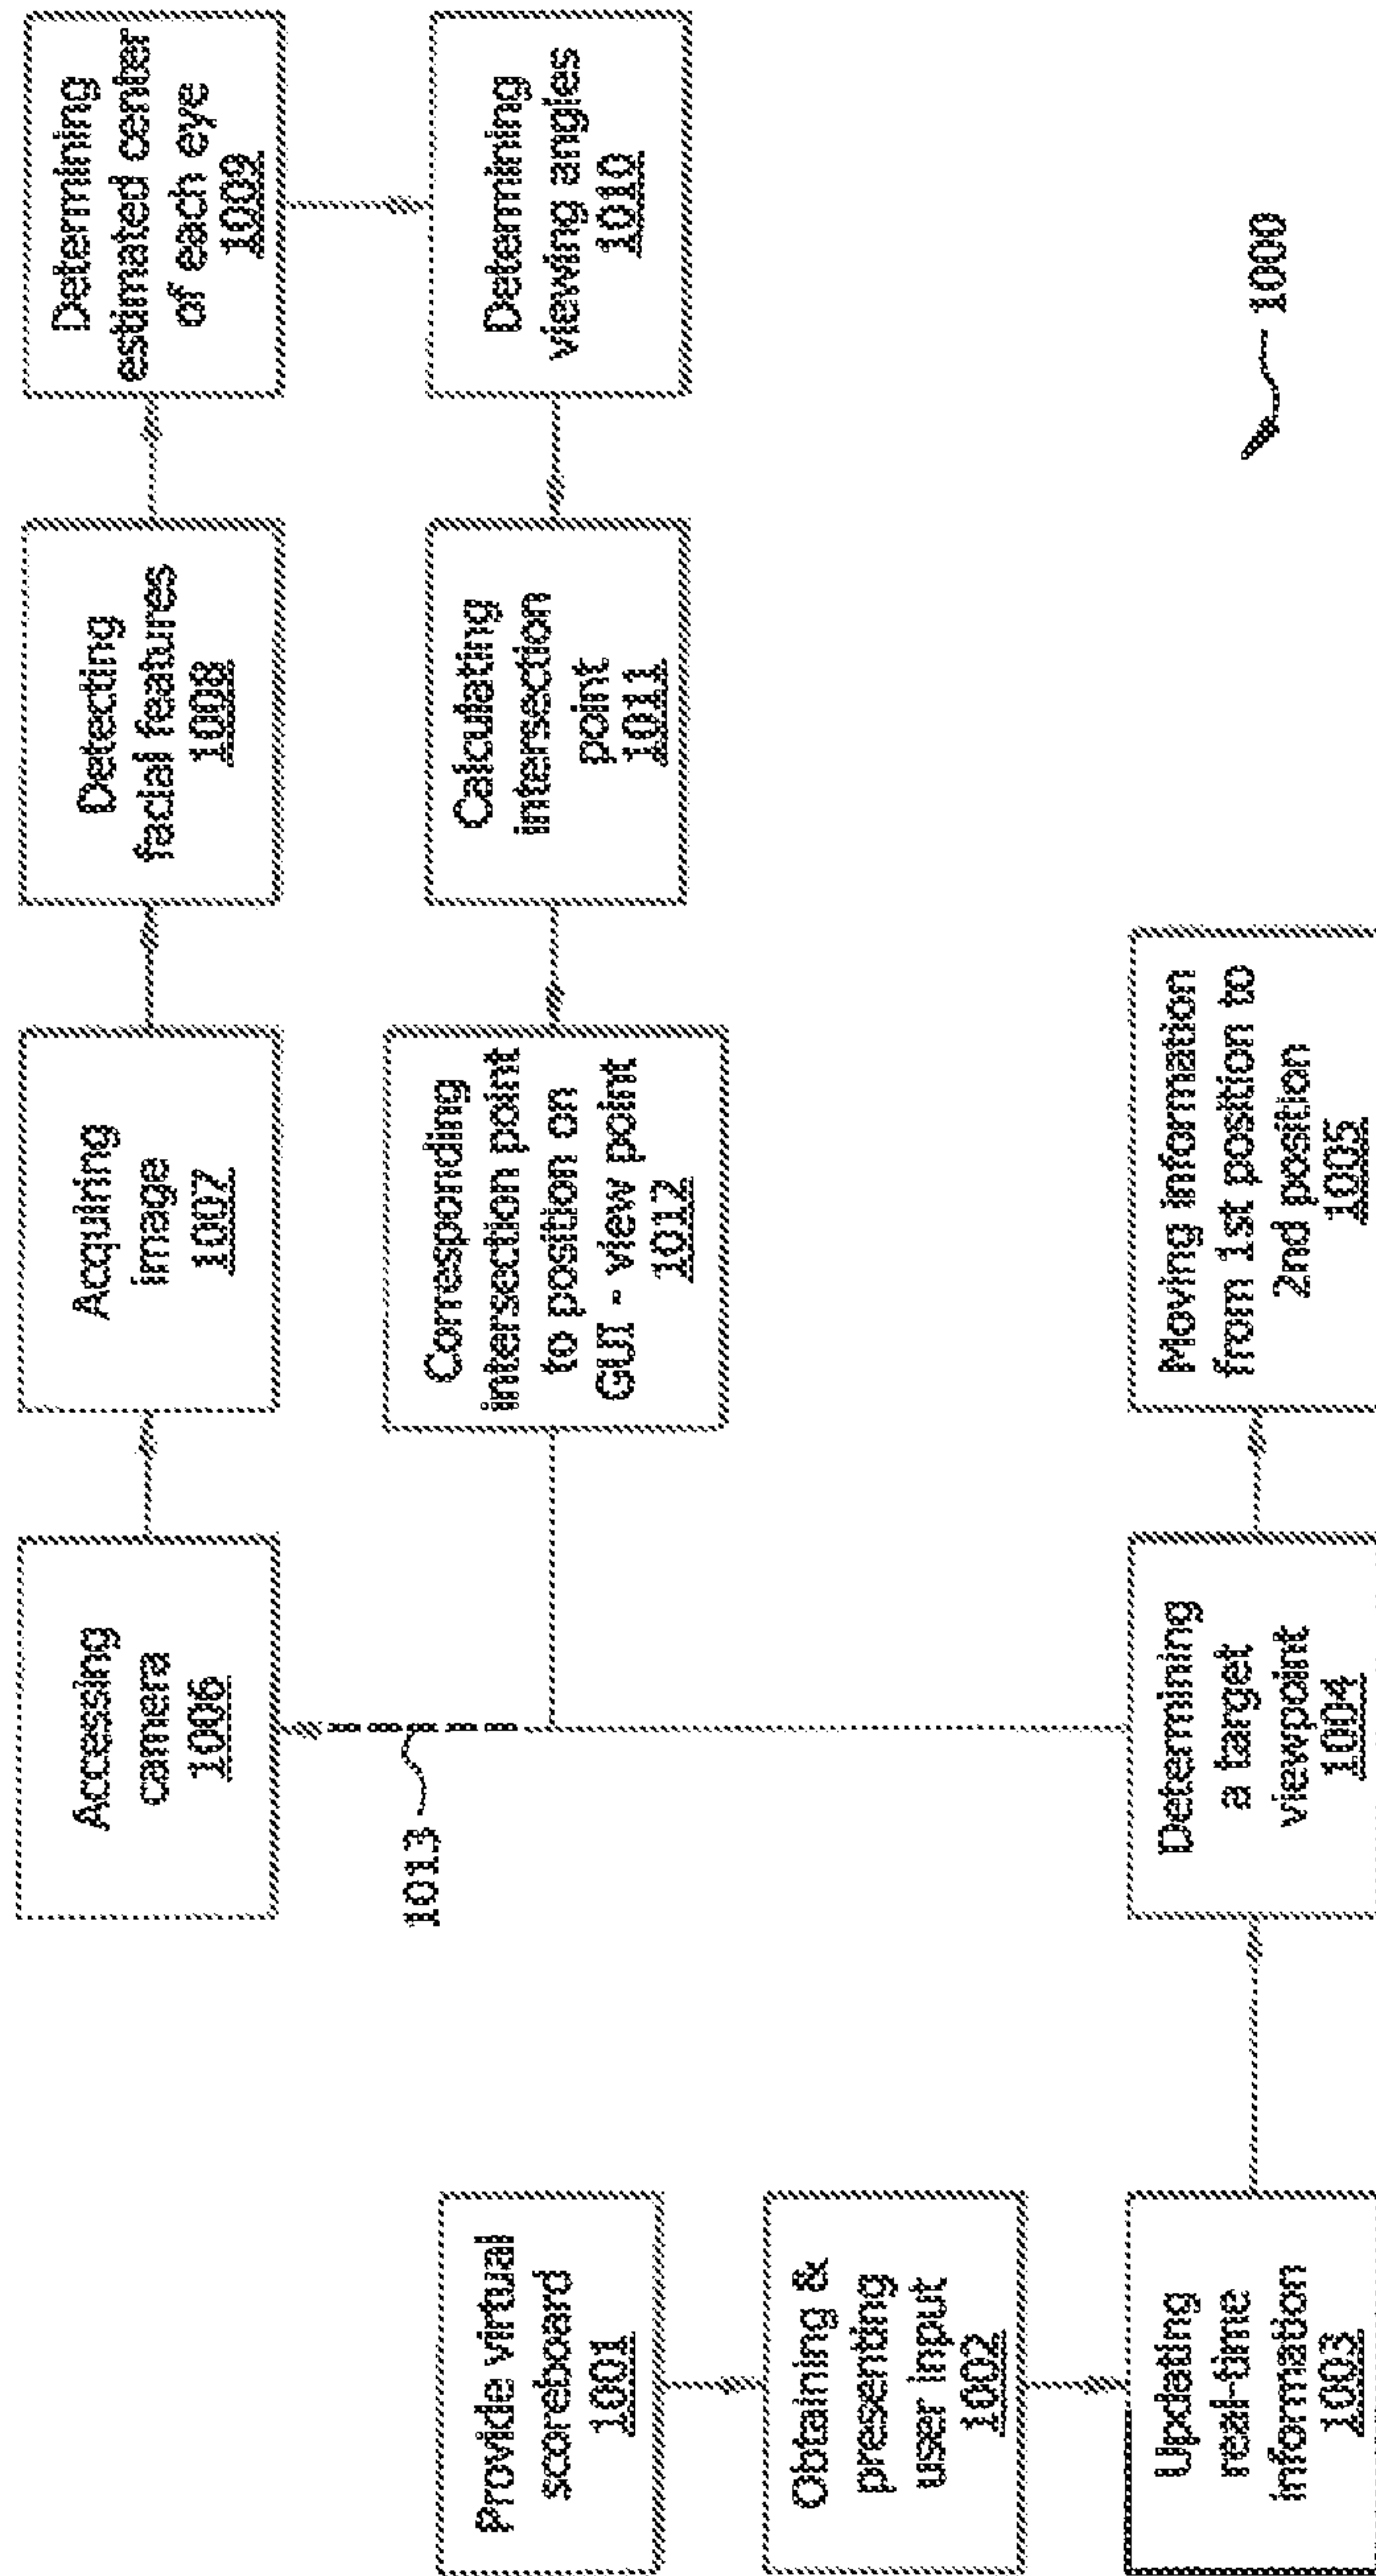 Provide virtual
scoreboard
1001
Obtaining &
presenting
user input
1002
Updating
real-time
information
1003
Determining
a target
viewpoint
1004
Moving information
from 1st position to
2nd position
1005
Accessing
camera
1006
Acquiring
image
1007
Detecting
facial features
1008
Determining
estimated center
of each eye
1009
Determining
viewing angles
1010
Calculating
intersection
point
1011
Corresponding
intersection point
to position on
GUI - view point
1012
1013
1000